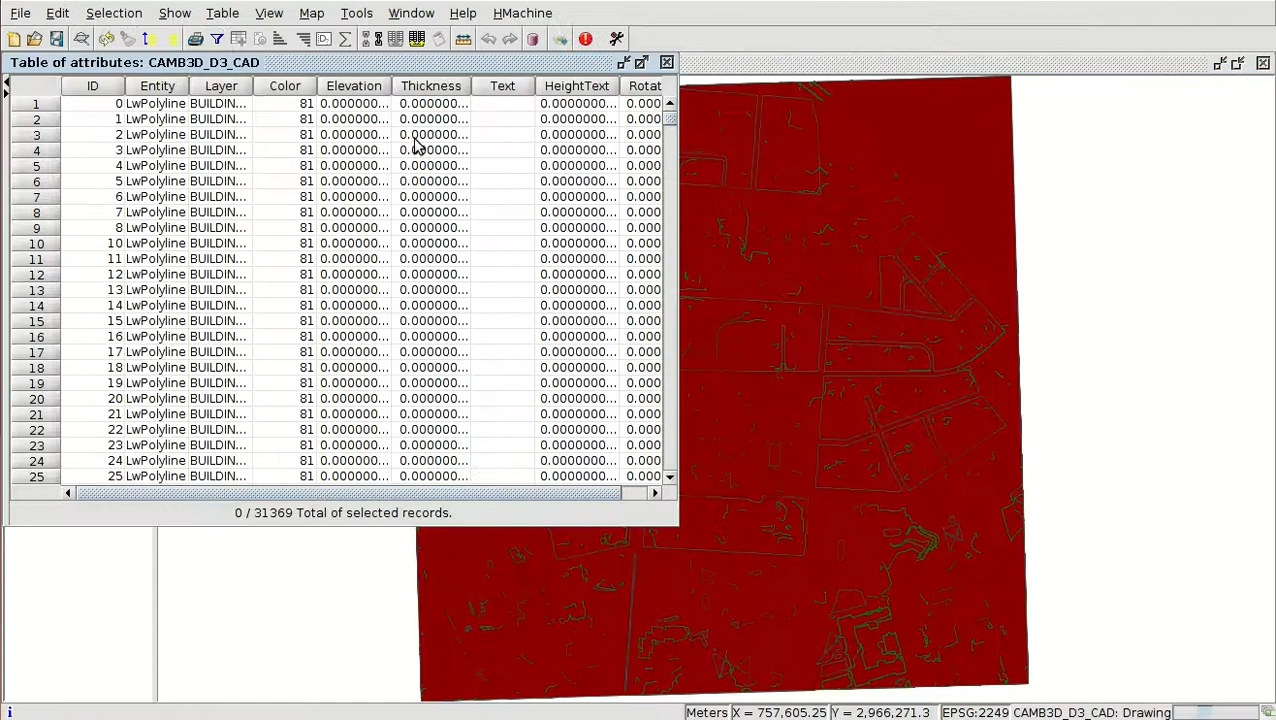 File Edit Selection Show Table View Map Tools Window Help HMachine
Table of attributes: CAMB3D_D3_CAD
ID Entity Layer Color Elevation Thickness Text HeightText Rotat
1 0 LwPolyline BUILDIN... 81 0.000000... 0.000000... 0.0000000... 0.000
2 1 LwPolyline BUILDIN... 81 0.000000... 0.000000... 0.0000000... 0.000
3 2 LwPolyline BUILDIN... 81 0.000000... 0.000000... 0.0000000... 0.000
4 3 LwPolyline BUILDIN... 81 0.000000... 0.000000... 0.0000000... 0.000
5 4 LwPolyline BUILDIN... 81 0.000000... 0.000000... 0.0000000... 0.000
6 5 LwPolyline BUILDIN... 81 0.000000... 0.000000... 0.0000000... 0.000
7 6 LwPolyline BUILDIN... 81 0.000000... 0.000000... 0.0000000... 0.000
8 7 LwPolyline BUILDIN... 81 0.000000... 0.000000... 0.0000000... 0.000
9 8 LwPolyline BUILDIN... 81 0.000000... 0.000000... 0.0000000... 0.000
10 10 LwPolyline BUILDIN... 81 0.000000... 0.000000... 0.0000000... 0.000
11 11 LwPolyline BUILDIN... 81 0.000000... 0.000000... 0.0000000... 0.000
12 12 LwPolyline BUILDIN... 81 0.000000... 0.000000... 0.0000000... 0.000
13 13 LwPolyline BUILDIN... 81 0.000000... 0.000000... 0.0000000... 0.000
14 14 LwPolyline BUILDIN... 81 0.000000... 0.000000... 0.0000000... 0.000
15 15 LwPolyline BUILDIN... 81 0.000000... 0.000000... 0.0000000... 0.000
16 16 LwPolyline BUILDIN... 81 0.000000... 0.000000... 0.0000000... 0.000
17 17 LwPolyline BUILDIN... 81 0.000000... 0.000000... 0.0000000... 0.000
18 18 LwPolyline BUILDIN... 81 0.000000... 0.000000... 0.0000000... 0.000
19 19 LwPolyline BUILDIN... 81 0.000000... 0.000000... 0.0000000... 0.000
20 20 LwPolyline BUILDIN... 81 0.000000... 0.000000... 0.0000000... 0.000
21 21 LwPolyline BUILDIN... 81 0.000000... 0.000000... 0.0000000... 0.000
22 22 LwPolyline BUILDIN... 81 0.000000... 0.000000... 0.0000000... 0.000
23 23 LwPolyline BUILDIN... 81 0.000000... 0.000000... 0.0000000... 0.000
24 24 LwPolyline BUILDIN... 81 0.000000... 0.000000... 0.0000000... 0.000
25 25 LwPolyline BUILDIN... 81 0.000000... 0.000000... 0.0000000... 0.000
0 / 31369 Total of selected records.
Meters X = 757,605.25 Y = 2,966,271.3 EPSG:2249 CAMB3D_D3_CAD: Drawing